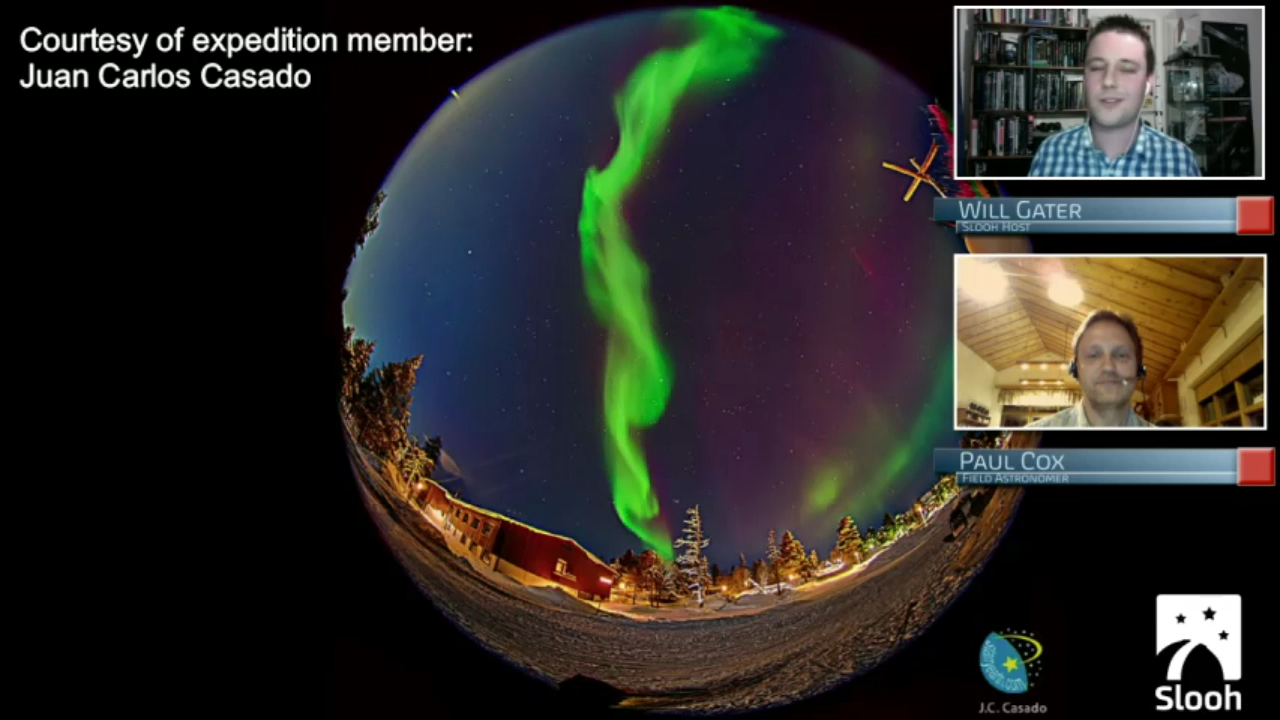 Courtesy of expedition member:
Juan Carlos Casado
WILL GATER
SLOOH HOST
PAUL COX
FIELD ASTRONOMER
J.C. Casado
Slooh